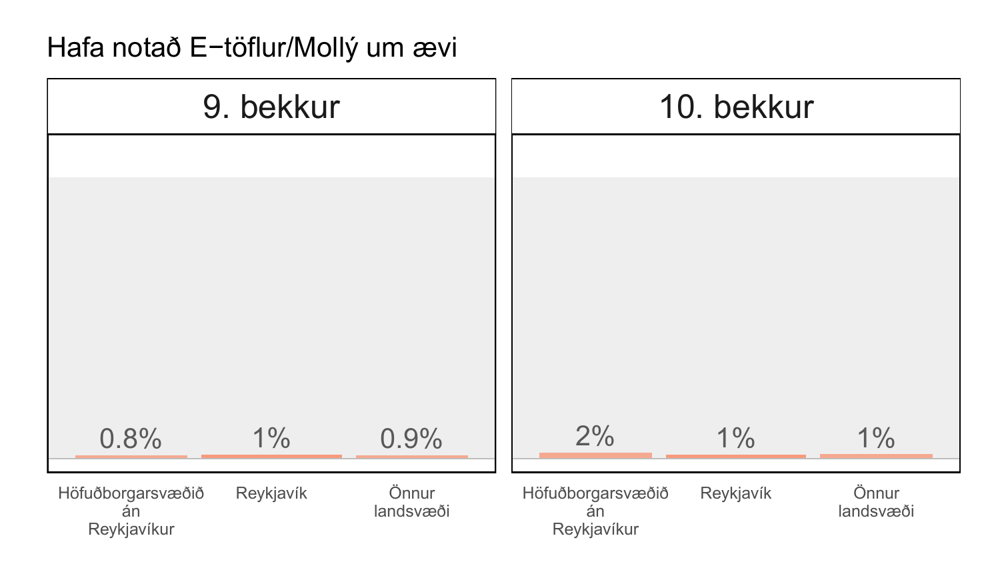 Hafa notað E−töflur/Mollý um ævi
9. bekkur
0.8%
1%
0.9%
Höfuðborgarsvæðið
án
Reykjavíkur
Reykjavík
Önnur
landsvæði
10. bekkur
2%
1%
1%
Höfuðborgarsvæðið
án
Reykjavíkur
Reykjavík
Önnur
landsvæði